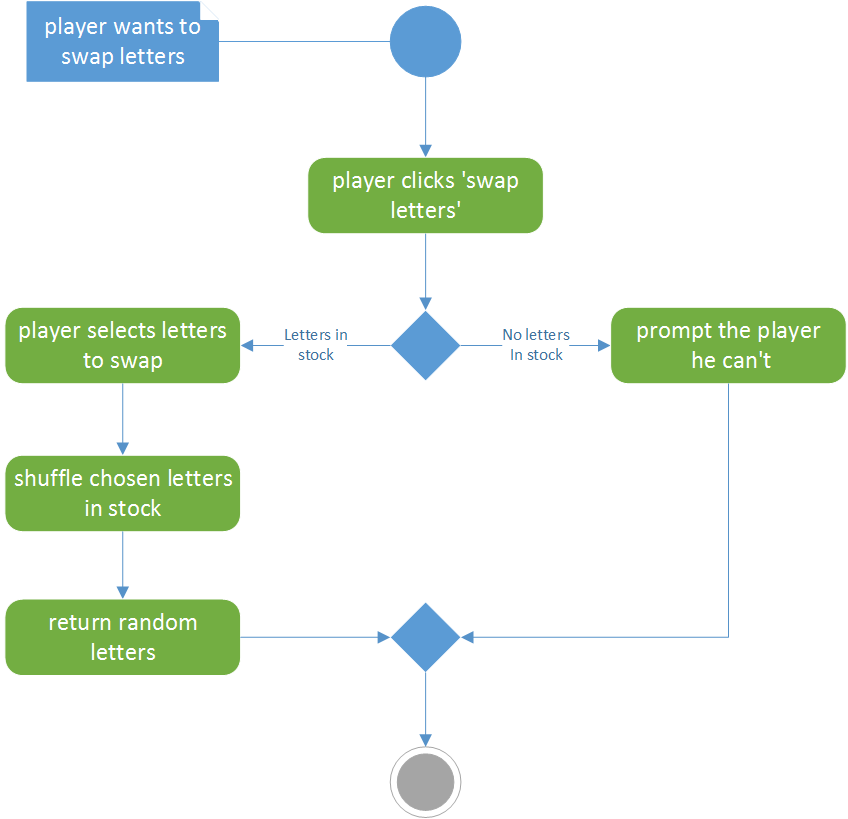 player wants to
swap letters
player clicks 'swap
letters'
player selects letters
to swap
Letters in
stock
No letters
In stock
prompt the player
he can't
shuffle chosen letters
in stock
return random
letters